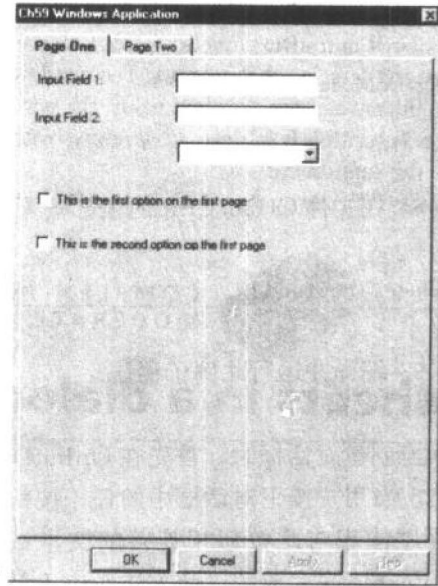 Ch59 Windows Application
Page One Page Two
Input Field 1:
Input Field 2:
This is the first option on the first page
This is the second option on the first page
OK Cancel Apply Help